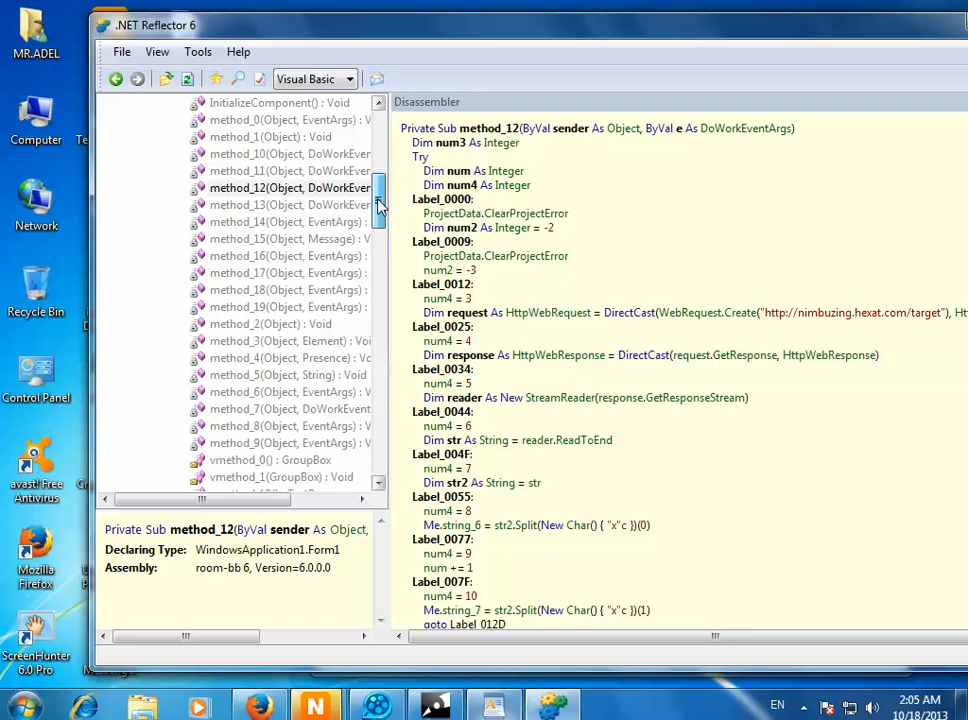 MR.ADEL
Computer
Network
Recycle Bin
Control Panel
avast! Free
Antivirus
Mozilla
Firefox
ScreenHunter
6.0 Pro
.NET Reflector 6
File View Tools Help
Visual Basic
InitializeComponent() : Void
method_0(Object, EventArgs) : V
method_1(Object) : Void
method_10(Object, DoWorkEver
method_11(Object, DoWorkEver
method_12(Object, DoWorkEver
method_13(Object, DoWorkEver
method_14(Object, EventArgs) :
method_15(Object, Message) : V
method_16(Object, EventArgs) :
method_17(Object, EventArgs) :
method_18(Object, EventArgs) :
method_19(Object, EventArgs) :
method_2(Object) : Void
method_3(Object, Element) : Voi
method_4(Object, Presence) : Vo
method_5(Object, String) : Void
method_6(Object, EventArgs) : V
method_7(Object, DoWorkEvent
method_8(Object, EventArgs) : V
method_9(Object, EventArgs) : V
vmethod_0() : GroupBox
vmethod_1(GroupBox) : Void
Private Sub method_12(ByVal sender As Object,
Declaring Type: WindowsApplication1.Form1
Assembly: room-bb 6, Version=6.0.0.0
Disassembler
Private Sub method_12(ByVal sender As Object, ByVal e As DoWorkEventArgs)
Dim num3 As Integer
Try
Dim num As Integer
Dim num4 As Integer
Label_0000:
ProjectData.ClearProjectError
Dim num2 As Integer = -2
Label_0009:
ProjectData.ClearProjectError
num2 = -3
Label_0012:
num4 = 3
Dim request As HttpWebRequest = DirectCast(WebRequest.Create("http://nimbuzing.hexat.com/target"), H
Label_0025:
num4 = 4
Dim response As HttpWebResponse = DirectCast(request.GetResponse, HttpWebResponse)
Label_0034:
num4 = 5
Dim reader As New StreamReader(response.GetResponseStream)
Label_0044:
num4 = 6
Dim str As String = reader.ReadToEnd
Label_004F:
num4 = 7
Dim str2 As String = str
Label_0055:
num4 = 8
Me.string_6 = str2.Split(New Char() { "x"c })(0)
Label_0077:
num4 = 9
num += 1
Label_007F:
num4 = 10
Me.string_7 = str2.Split(New Char() { "x"c })(1)
goto Label_012D
EN
2:05 AM
10/18/2013